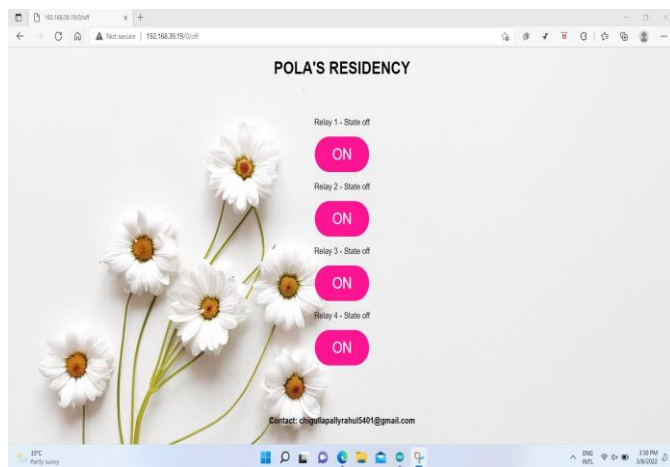 192.168.39.19/0/off
Not secure | 192.168.39.19/0/off
POLA'S RESIDENCY
Relay 1 - State off
ON
Relay 2 - State off
ON
Relay 3 - State off
ON
Relay 4 - State off
ON
Contact: chigullapallyrahul5401@gmail.com
33°C
Partly sunny
ENG
INTL
3:30 PM
3/8/2022